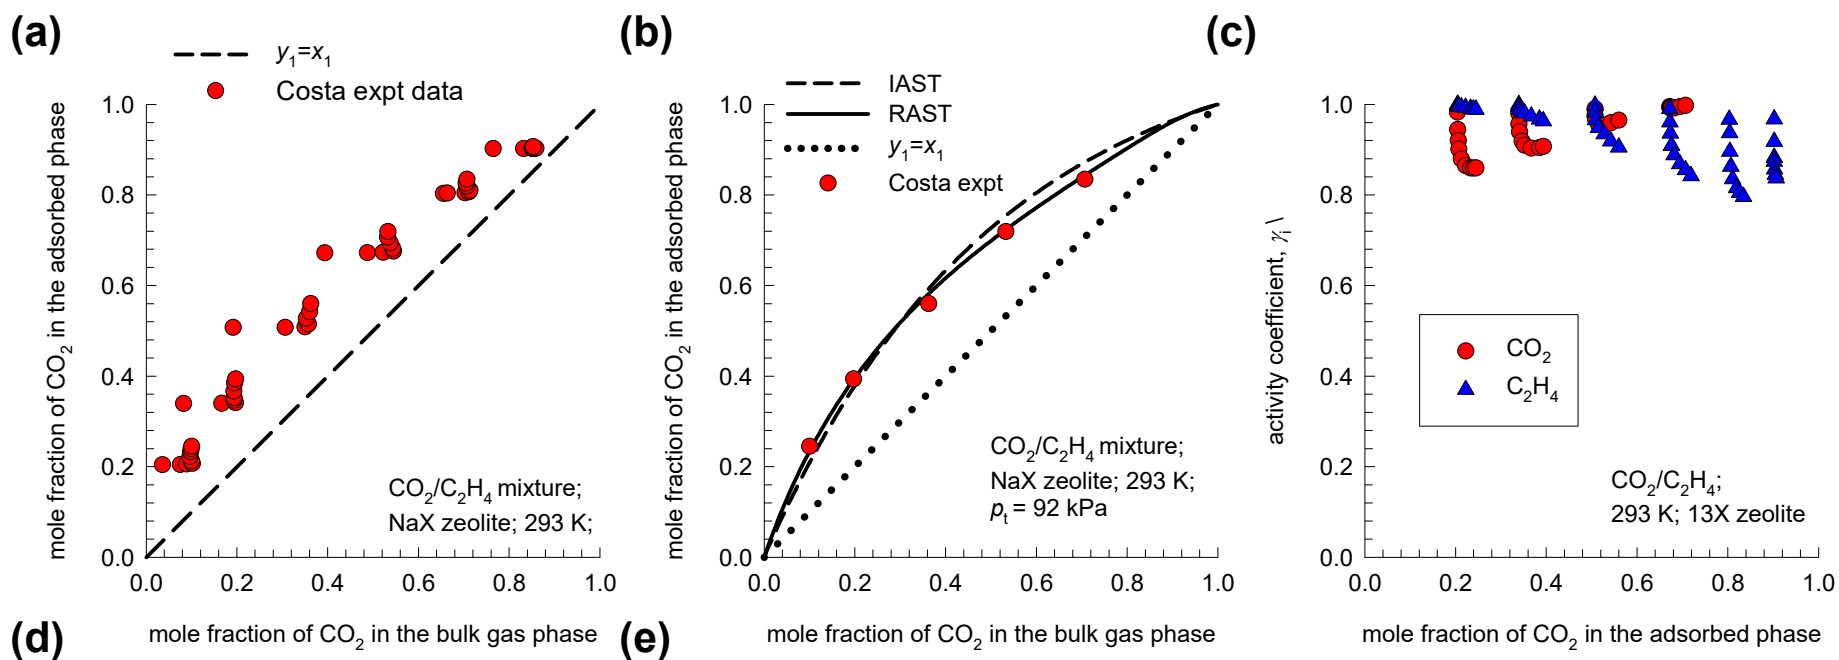 (a)
y₁=x₁
Costa expt data
mole fraction of CO₂ in the adsorbed phase
1.0
0.8
0.6
0.4
0.2
0.0
CO₂/C₂H₄ mixture;
NaX zeolite; 293 K;
0.0 0.2 0.4 0.6 0.8 1.0
mole fraction of CO₂ in the bulk gas phase
(b)
IAST
RAST
y₁=x₁
Costa expt
mole fraction of CO₂ in the adsorbed phase
1.0
0.8
0.6
0.4
0.2
0.0
CO₂/C₂H₄ mixture;
NaX zeolite; 293 K;
pₜ = 92 kPa
0.0 0.2 0.4 0.6 0.8 1.0
mole fraction of CO₂ in the bulk gas phase
(c)
activity coefficient, γᵢ \
1.0
0.8
0.6
0.4
0.2
0.0
CO₂
C₂H₄
CO₂/C₂H₄;
293 K; 13X zeolite
0.0 0.2 0.4 0.6 0.8 1.0
mole fraction of CO₂ in the adsorbed phase
(d)
(e)